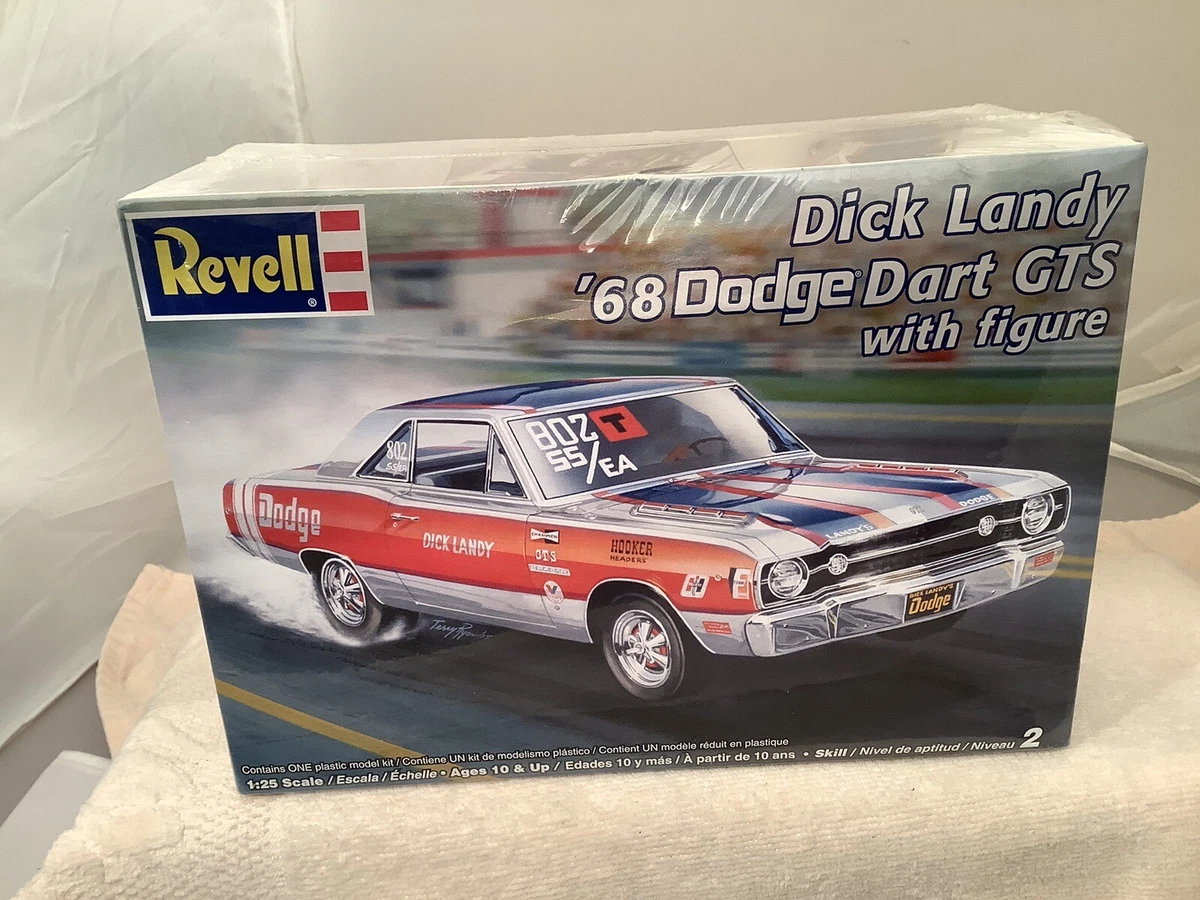 Revell®
Dick Landy
'68 Dodge® Dart GTS
with figure
802 T
SS/EA
802
SS/EA
Dodge
DICK LANDY
CHAMPION
GTS
HOOKER
HEADERS
LANDY'S
GTS
DODGE
DICK LANDY'S
Dodge
Contains ONE plastic model kit / Contiene UN kit de modelismo plástico / Contient UN modèle réduit en plastique
1:25 Scale / Escala / Échelle • Ages 10 & Up / Edades 10 y más / À partir de 10 ans • Skill / Nivel de aptitud / Niveau 2